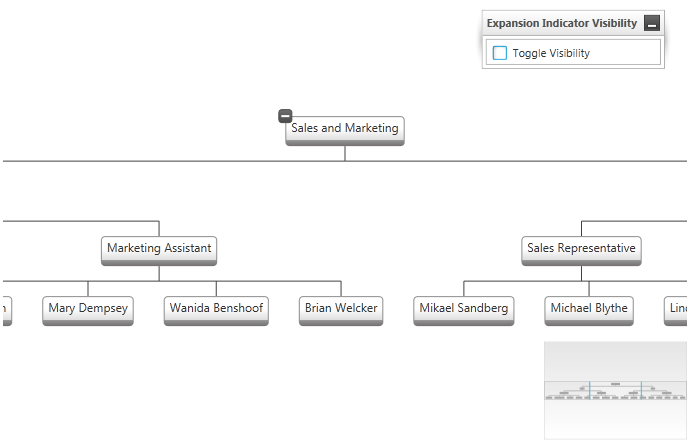 Expansion Indicator Visibility
Toggle Visibility
Sales and Marketing
Marketing Assistant
Sales Representative
Mary Dempsey
Wanida Benshoof
Brian Welcker
Mikael Sandberg
Michael Blythe